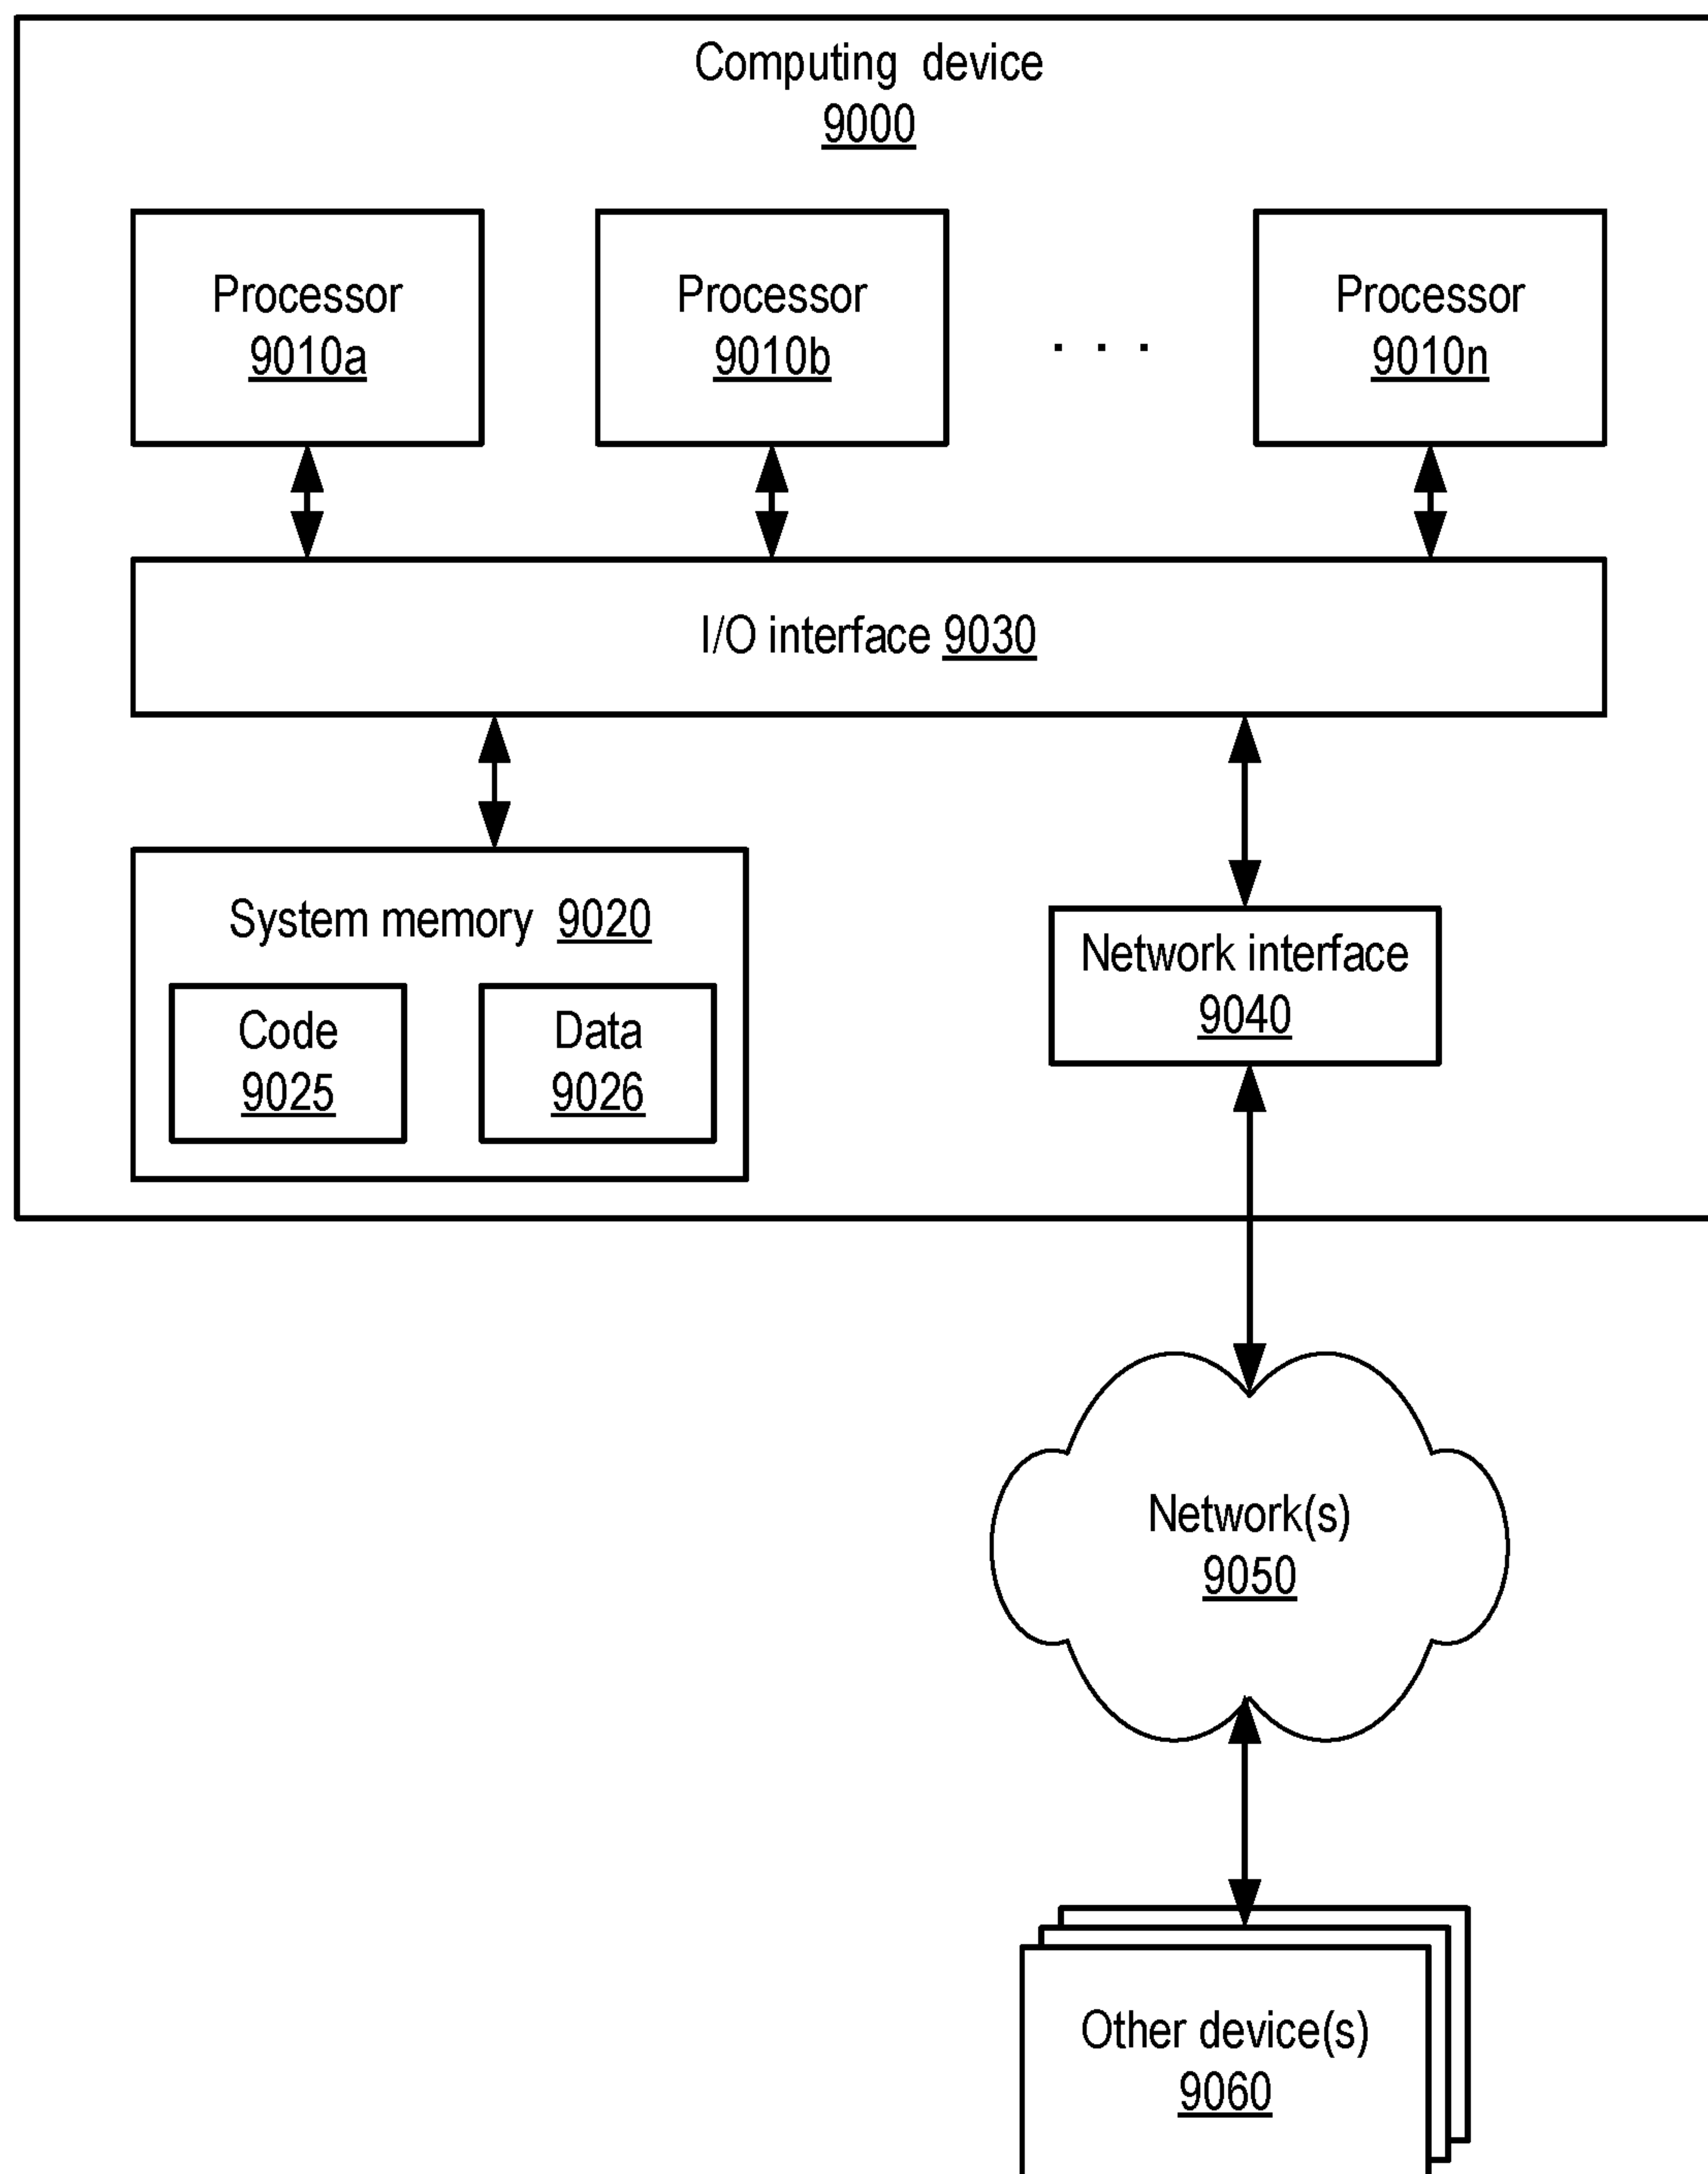 Computing device
9000
Processor
9010a
Processor
9010b
. . .
Processor
9010n
I/O interface 9030
System memory 9020
Code
9025
Data
9026
Network interface
9040
Network(s)
9050
Other device(s)
9060